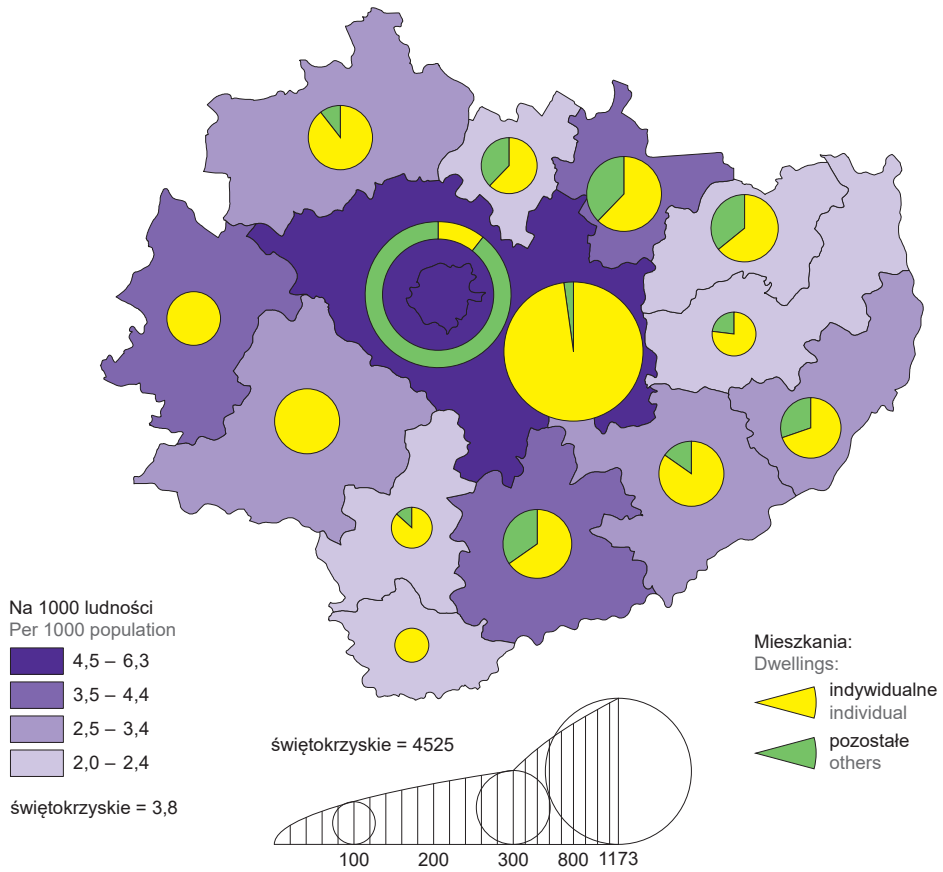 Na 1000 ludności
Per 1000 population
4,5 – 6,3
3,5 – 4,4
2,5 – 3,4
2,0 – 2,4
świętokrzyskie = 3,8
świętokrzyskie = 4525
100 200 300 800 1173
Mieszkania:
Dwellings:
indywidualne
individual
pozostałe
others